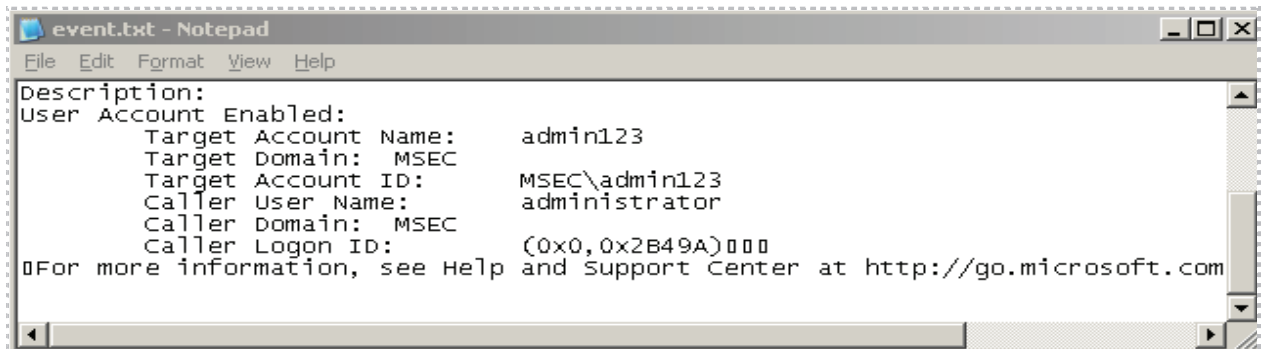 event.txt - Notepad
File Edit Format View Help
Description:
User Account Enabled:
Target Account Name: admin123
Target Domain: MSEC
Target Account ID: MSEC\admin123
Caller User Name: administrator
Caller Domain: MSEC
Caller Logon ID: (0x0,0x2B49A)▯▯▯
▯For more information, see Help and Support Center at http://go.microsoft.com